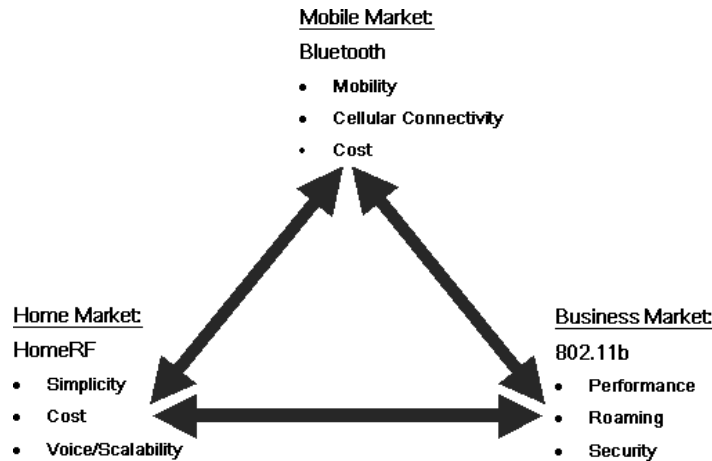 Mobile Market:
Bluetooth
• Mobility
• Cellular Connectivity
• Cost
Home Market:
HomeRF
• Simplicity
• Cost
• Voice/Scalability
Business Market:
802.11b
• Performance
• Roaming
• Security